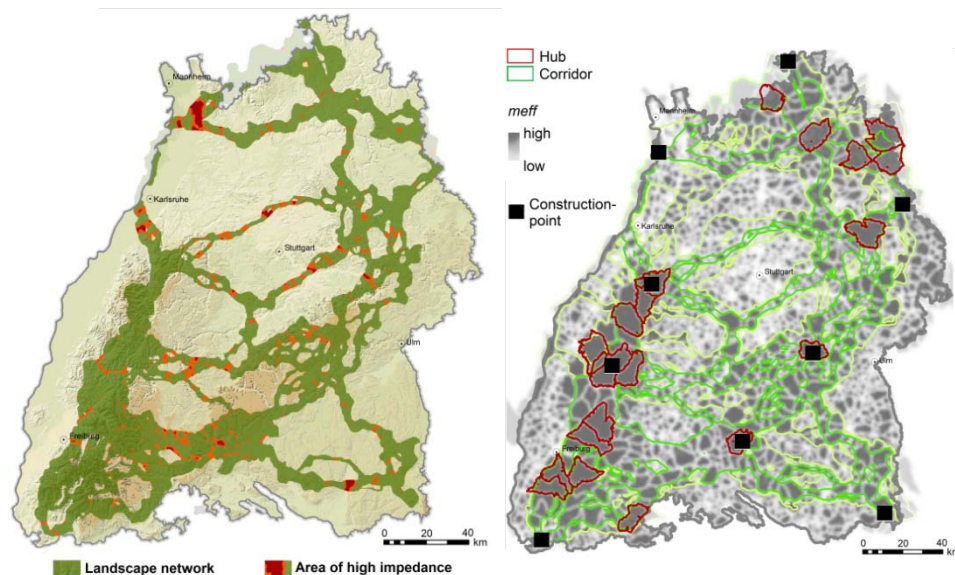 Mannheim
Karlsruhe
Stuttgart
Ulm
Freiburg
0 20 40
km
Landscape network
Area of high impedance
Hub
Corridor
meff
high
low
Construction-
point
Mannheim
Karlsruhe
Stuttgart
Ulm
Freiburg
0 20 40
km